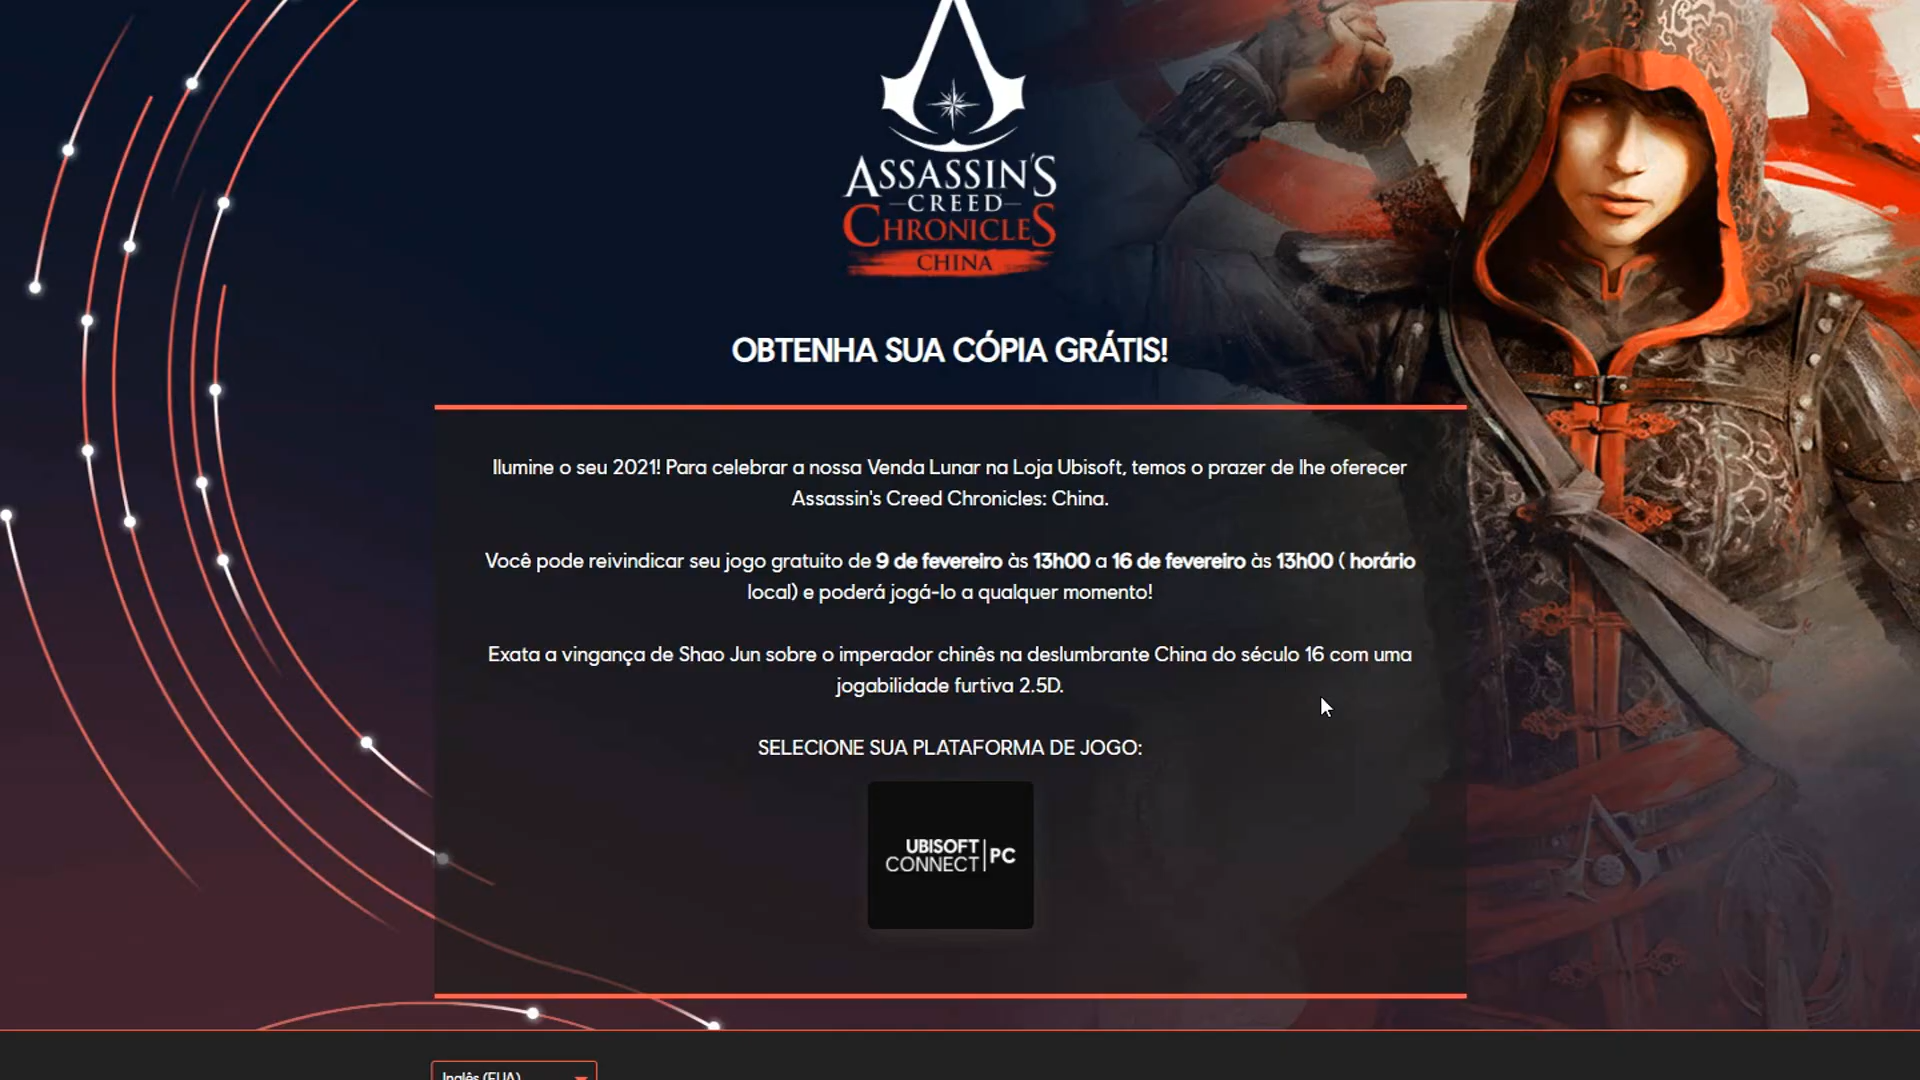 ASSASSIN'S
CREED
CHRONICLES
CHINA
OBTENHA SUA CÓPIA GRÁTIS!
Ilumine o seu 2021! Para celebrar a nossa Venda Lunar na Loja Ubisoft, temos o prazer de lhe oferecer
Assassin's Creed Chronicles: China.
Você pode reivindicar seu jogo gratuito de 9 de fevereiro às 13h00 a 16 de fevereiro às 13h00 ( horário
local) e poderá jogá-lo a qualquer momento!
Exata a vingança de Shao Jun sobre o imperador chinês na deslumbrante China do século 16 com uma
jogabilidade furtiva 2.5D.
SELECIONE SUA PLATAFORMA DE JOGO:
UBISOFT
CONNECT | PC
Inglês (EUA)